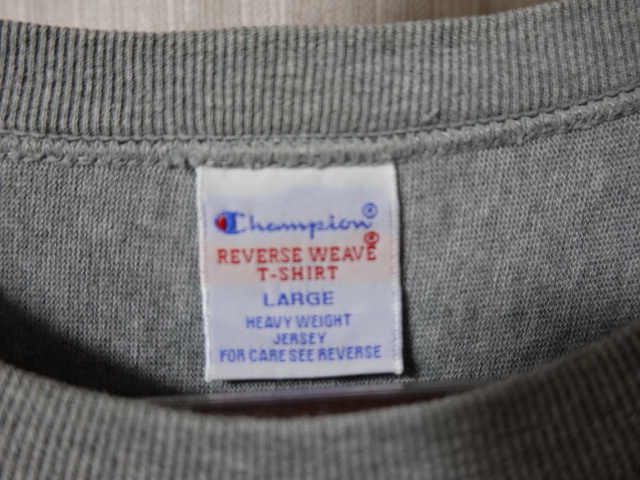 Champion®
REVERSE WEAVE®
T-SHIRT
LARGE
HEAVY WEIGHT
JERSEY
FOR CARE SEE REVERSE